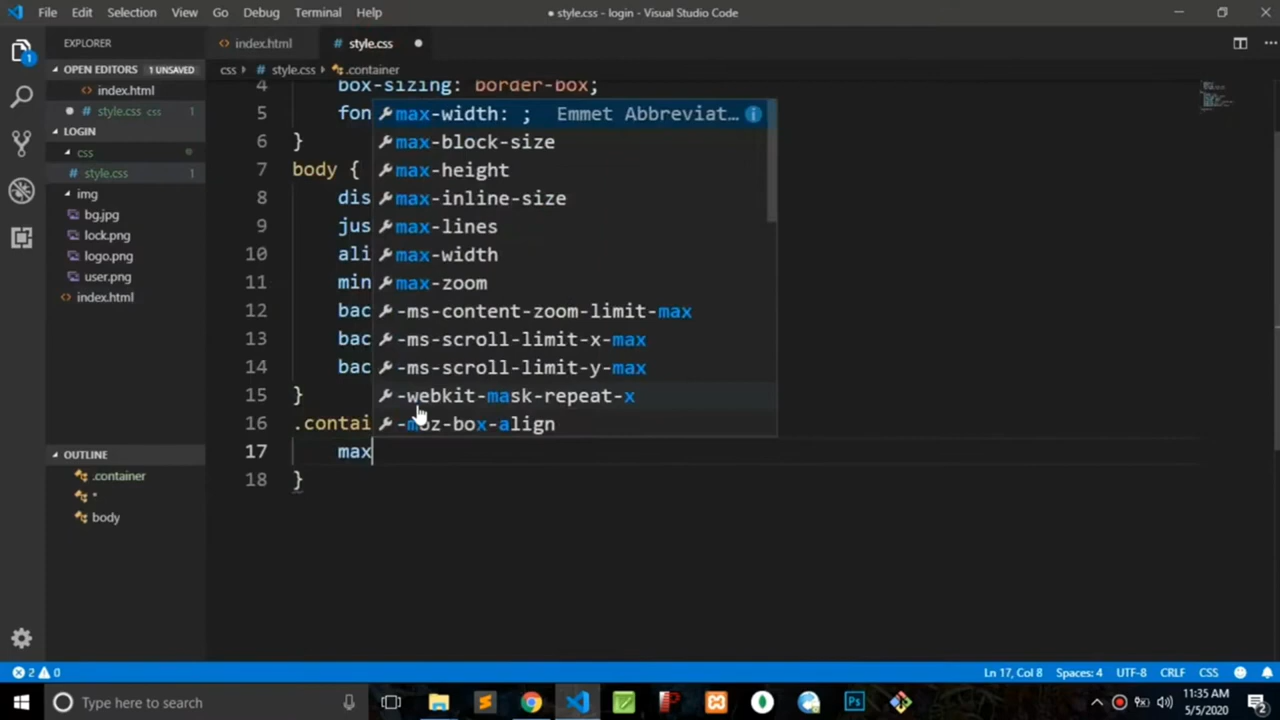 File Edit Selection View Go Debug Terminal Help
● style.css - login - Visual Studio Code
EXPLORER
OPEN EDITORS 1 UNSAVED
index.html
style.css css 1
LOGIN
css
style.css 1
img
bg.jpg
lock.png
logo.png
user.png
index.html
OUTLINE
.container
*
body
index.html
# style.css
css > # style.css > .container
4 box-sizing: border-box;
5 fon
6 }
7 body {
8 dis
9 jus
10 ali
11 min
12 bac
13 bac
14 bac
15 }
16 .contai
17 max
18 }
max-width: ; Emmet Abbreviat…
max-block-size
max-height
max-inline-size
max-lines
max-width
max-zoom
-ms-content-zoom-limit-max
-ms-scroll-limit-x-max
-ms-scroll-limit-y-max
-webkit-mask-repeat-x
-moz-box-align
2 0
Ln 17, Col 8 Spaces: 4 UTF-8 CRLF CSS
Type here to search
Ps
11:35 AM
5/5/2020
2